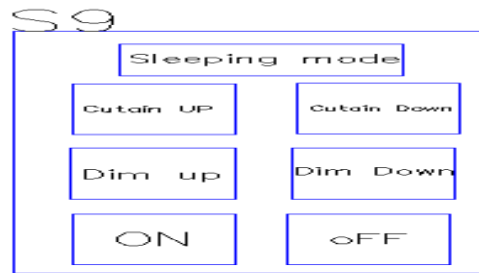 S9
Sleeping mode
Cutain UP Cutain Down
Dim up Dim Down
ON oFF